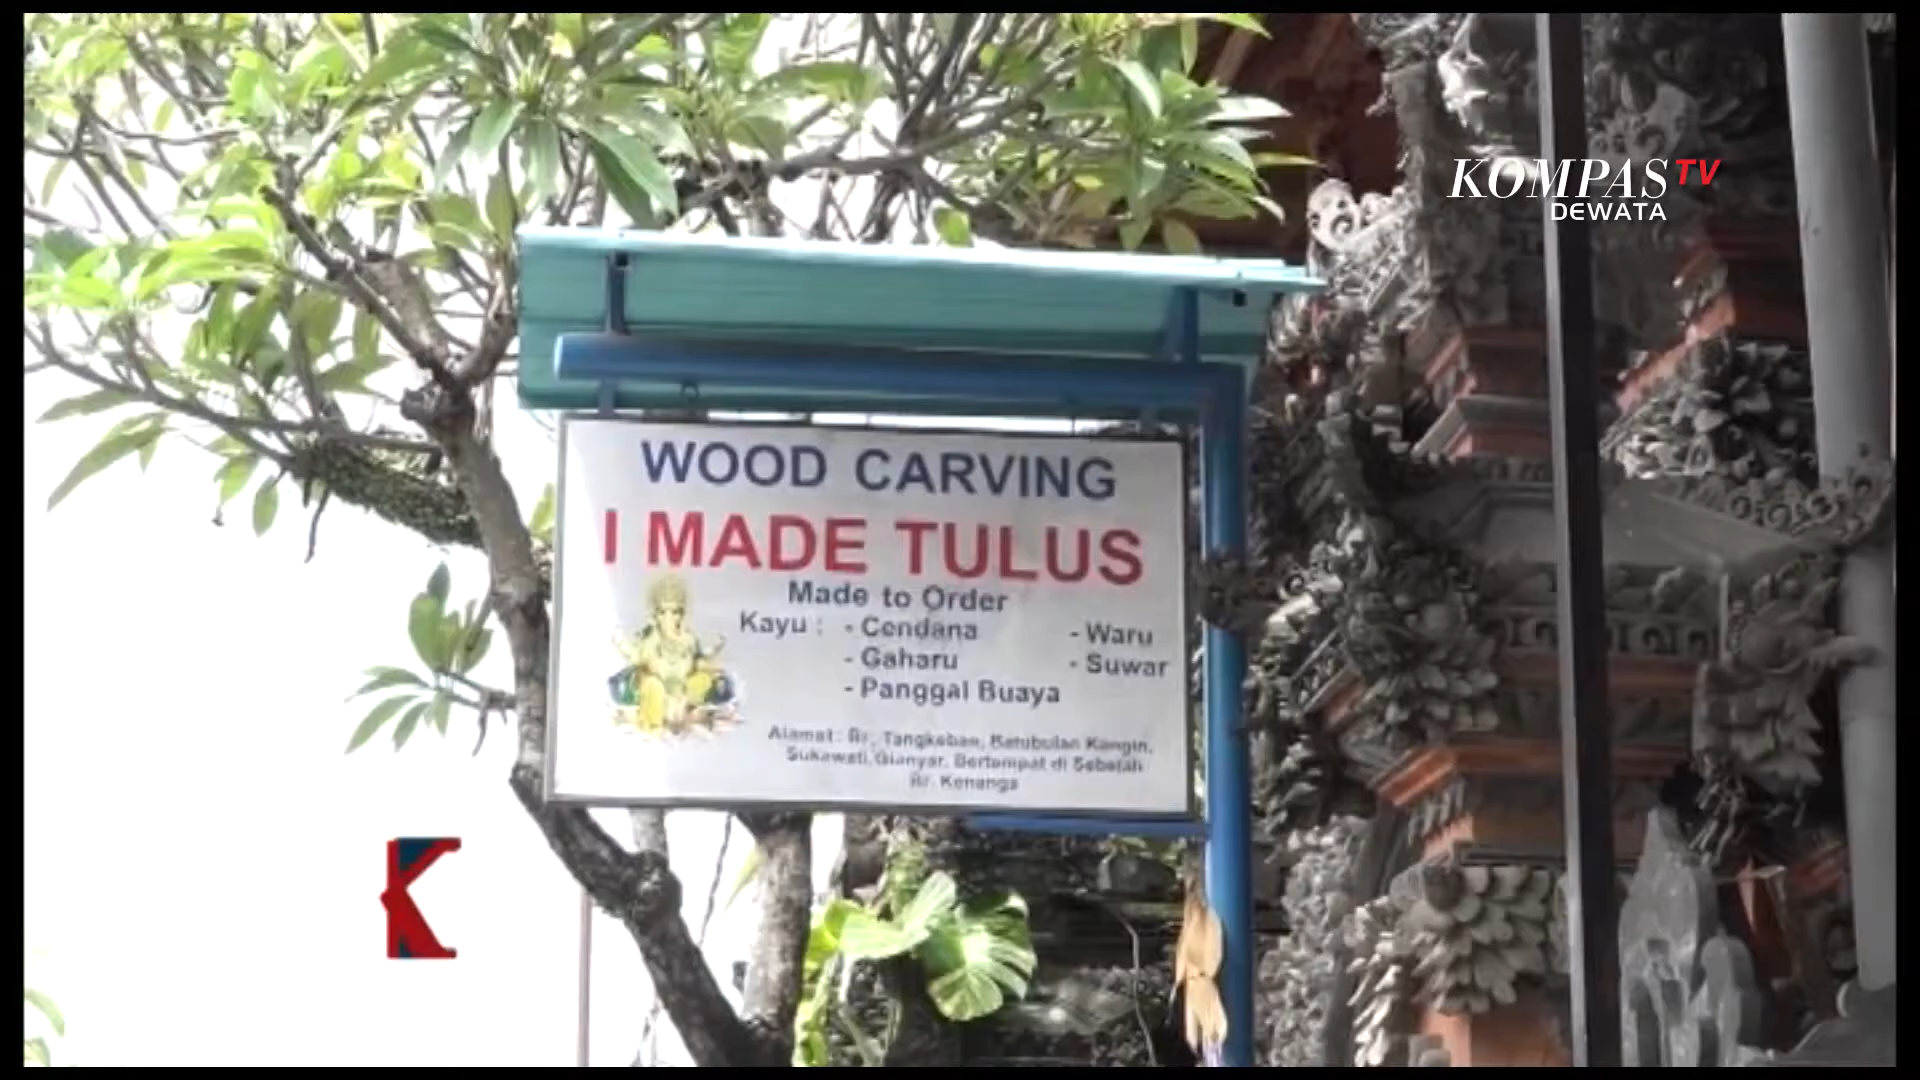 KOMPAS TV
DEWATA
WOOD CARVING
I MADE TULUS
Made to Order
Kayu : - Cendana - Waru
- Gaharu - Suwar
- Panggal Buaya
Alamat : Br. Tangkeban, Batubulan Kangin,
Sukawati, Gianyar. Bertempat di Sebelah
Br. Kenanga
K